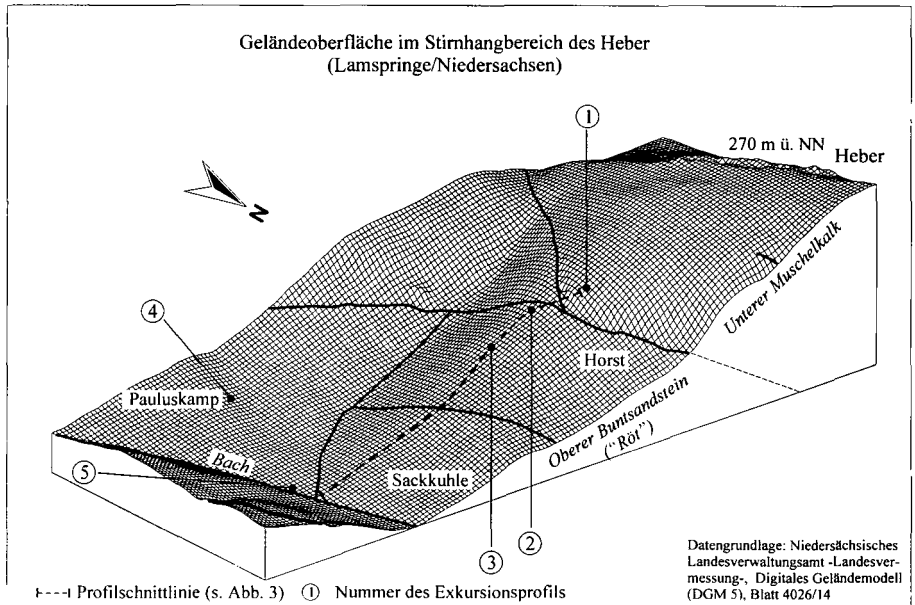 Geländeoberfläche im Stirnhangbereich des Heber
(Lamspringe/Niedersachsen)
①
270 m ü. NN
Heber
N
Unterer Muschelkalk
④
Horst
Pauluskamp
Oberer Buntsandstein
("Röt")
Bach
⑤
Sackkuhle
②
③
Datengrundlage: Niedersächsisches
Landesverwaltungsamt -Landesver-
messung-, Digitales Geländemodell
(DGM 5), Blatt 4026/14
Profilschnittlinie (s. Abb. 3) ① Nummer des Exkursionsprofils